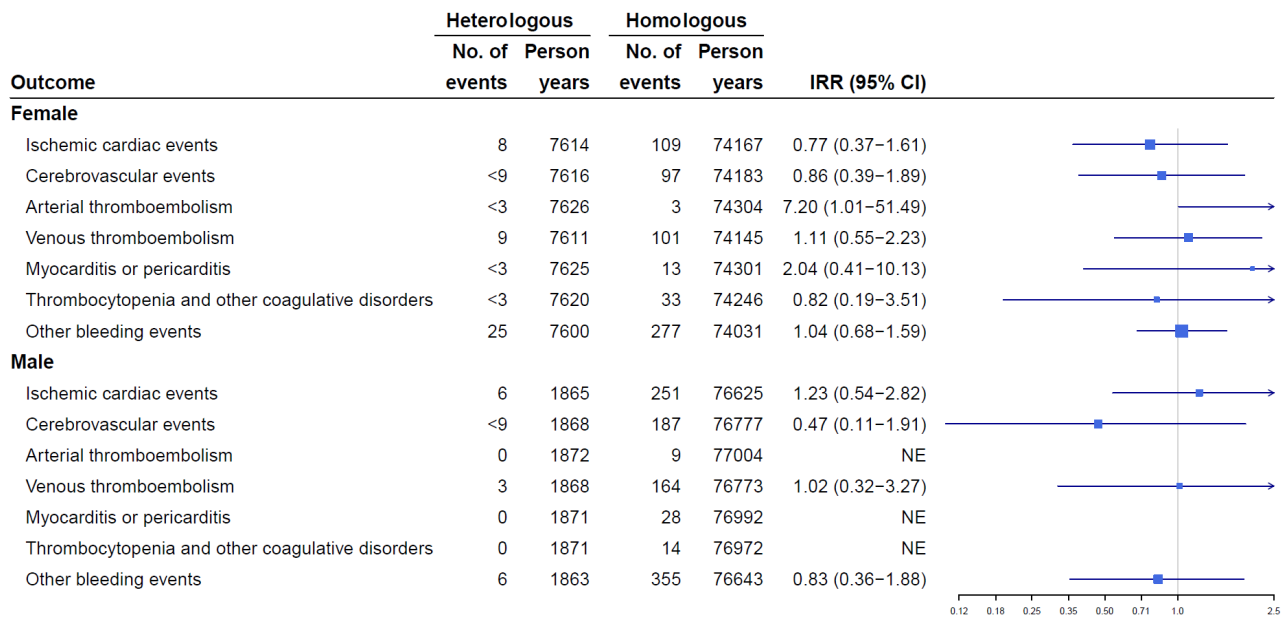 Heterologous Homologous
No. of Person No. of Person
Outcome events years events years IRR (95% CI)
Female
Ischemic cardiac events 8 7614 109 74167 0.77 (0.37−1.61)
Cerebrovascular events <9 7616 97 74183 0.86 (0.39−1.89)
Arterial thromboembolism <3 7626 3 74304 7.20 (1.01−51.49)
Venous thromboembolism 9 7611 101 74145 1.11 (0.55−2.23)
Myocarditis or pericarditis <3 7625 13 74301 2.04 (0.41−10.13)
Thrombocytopenia and other coagulative disorders <3 7620 33 74246 0.82 (0.19−3.51)
Other bleeding events 25 7600 277 74031 1.04 (0.68−1.59)
Male
Ischemic cardiac events 6 1865 251 76625 1.23 (0.54−2.82)
Cerebrovascular events <9 1868 187 76777 0.47 (0.11−1.91)
Arterial thromboembolism 0 1872 9 77004 NE
Venous thromboembolism 3 1868 164 76773 1.02 (0.32−3.27)
Myocarditis or pericarditis 0 1871 28 76992 NE
Thrombocytopenia and other coagulative disorders 0 1871 14 76972 NE
Other bleeding events 6 1863 355 76643 0.83 (0.36−1.88)
0.12 0.18 0.25 0.35 0.50 0.71 1.0 2.5